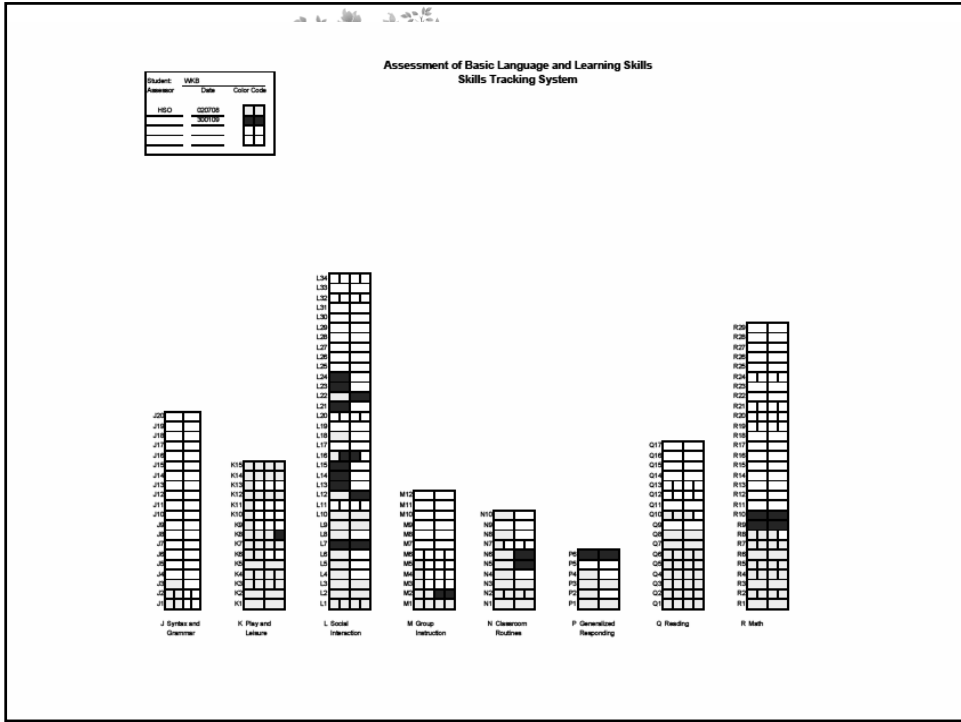 Assessment of Basic Language and Learning Skills
Skills Tracking System
Student: WKB
Assessor Date Color Code
HSO 020708
300109
L34
L33
L32
L31
L30
L29
L28
L27
L26
L25
L24
L23
L22
L21
L20
L19
L18
L17
L16
L15
L14
L13
L12
L11
L10
L9
L8
L7
L6
L5
L4
L3
L2
L1
R29
R28
R27
R26
R25
R24
R23
R22
R21
R20
R19
R18
R17
R16
R15
R14
R13
R12
R11
R10
R9
R8
R7
R6
R5
R4
R3
R2
R1
J20
J19
J18
J17
J16
J15
J14
J13
J12
J11
J10
J9
J8
J7
J6
J5
J4
J3
J2
J1
K15
K14
K13
K12
K11
K10
K9
K8
K7
K6
K5
K4
K3
K2
K1
M12
M11
M10
M9
M8
M7
M6
M5
M4
M3
M2
M1
N10
N9
N8
N7
N6
N5
N4
N3
N2
N1
P6
P5
P4
P3
P2
P1
Q17
Q16
Q15
Q14
Q13
Q12
Q11
Q10
Q9
Q8
Q7
Q6
Q5
Q4
Q3
Q2
Q1
J Syntax and
Grammar
K Play and
Leisure
L Social
Interaction
M Group
Instruction
N Classroom
Routines
P Generalized
Responding
Q Reading
R Math